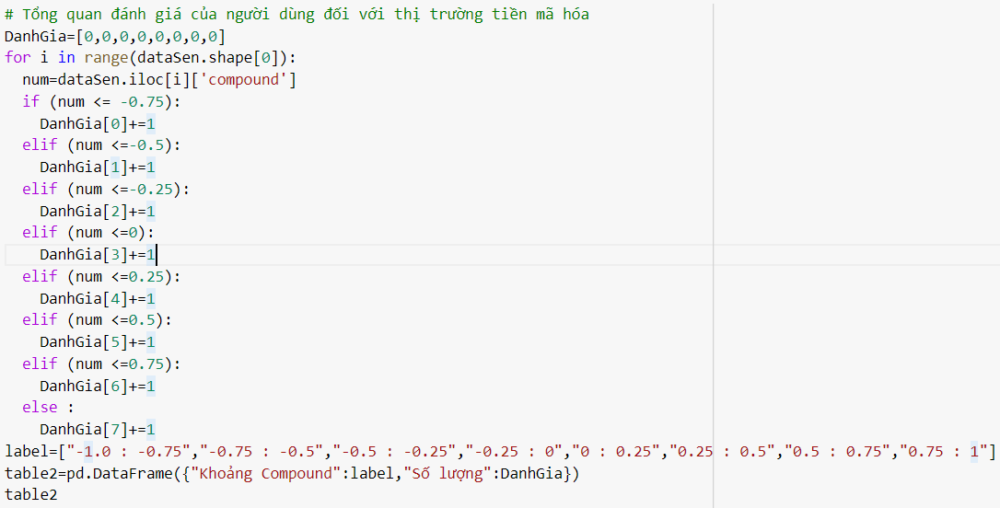 # Tổng quan đánh giá của người dùng đối với thị trường tiền mã hóa
DanhGia=[0,0,0,0,0,0,0,0]
for i in range(dataSen.shape[0]):
  num=dataSen.iloc[i]['compound']
  if (num <= -0.75):
    DanhGia[0]+=1
  elif (num <=-0.5):
    DanhGia[1]+=1
  elif (num <=-0.25):
    DanhGia[2]+=1
  elif (num <=0):
    DanhGia[3]+=1
  elif (num <=0.25):
    DanhGia[4]+=1
  elif (num <=0.5):
    DanhGia[5]+=1
  elif (num <=0.75):
    DanhGia[6]+=1
  else :
    DanhGia[7]+=1
label=["-1.0 : -0.75","-0.75 : -0.5","-0.5 : -0.25","-0.25 : 0","0 : 0.25","0.25 : 0.5","0.5 : 0.75","0.75 : 1"]
table2=pd.DataFrame({"Khoảng Compound":label,"Số lượng":DanhGia})
table2